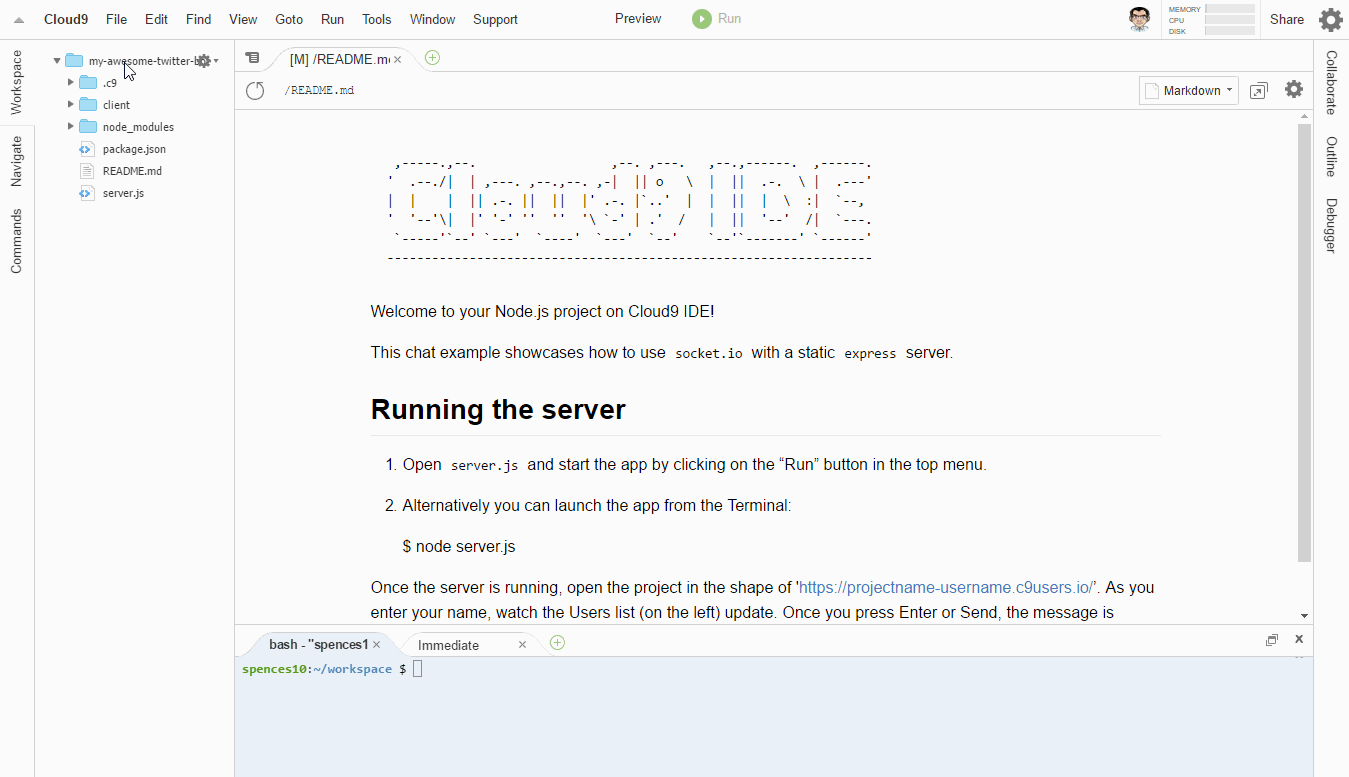 Cloud9 File Edit Find View Goto Run Tools Window Support Preview Run MEMORY CPU DISK Share
Workspace
Navigate
Commands
my-awesome-twitter-b
.c9
client
node_modules
package.json
README.md
server.js
[M] /README.m
/README.md
Markdown
Cloud9 IDE
Welcome to your Node.js project on Cloud9 IDE!
This chat example showcases how to use socket.io with a static express server.
Running the server
1. Open server.js and start the app by clicking on the “Run” button in the top menu.
2. Alternatively you can launch the app from the Terminal:
$ node server.js
Once the server is running, open the project in the shape of 'https://projectname-username.c9users.io/’. As you
enter your name, watch the Users list (on the left) update. Once you press Enter or Send, the message is
bash - "spences1
Immediate
spences10:~/workspace $
Collaborate
Outline
Debugger